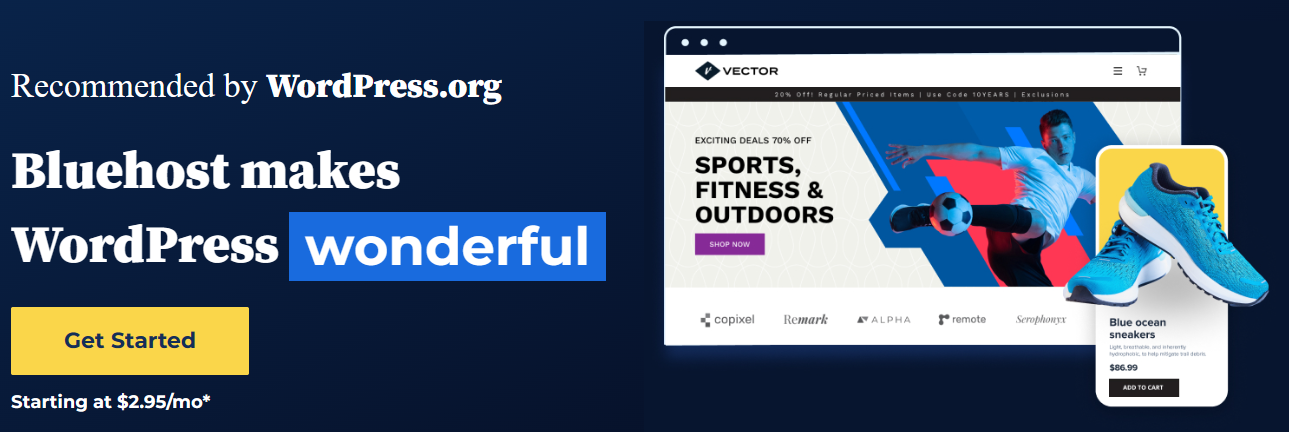 Recommended by WordPress.org
Bluehost makes
WordPress wonderful
Get Started
Starting at $2.95/mo*
VECTOR
20% Off! Regular Priced Items | Use Code 10YEARS | Exclusions
EXCITING DEALS 70% OFF
SPORTS,
FITNESS &
OUTDOORS
SHOP NOW
copixel
Remark
ALPHA
remote
Serophonyx
Blue ocean
sneakers
Light, breathable, and inherently
hydrophobic, to help mitigate trail debris.
$86.99
ADD TO CART